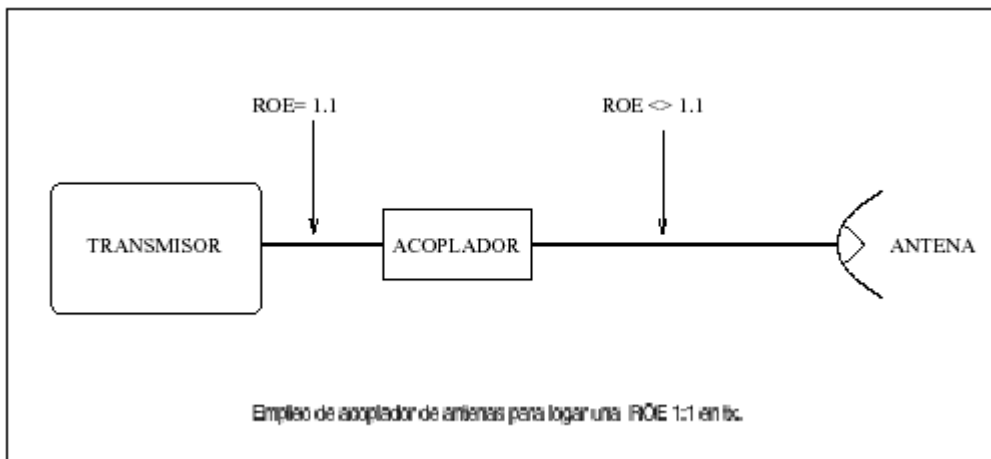 ROE= 1.1
ROE <> 1.1
TRANSMISOR
ACOPLADOR
ANTENA
Empleo de acoplador de antenas para logar una ROE 1:1 en tx.